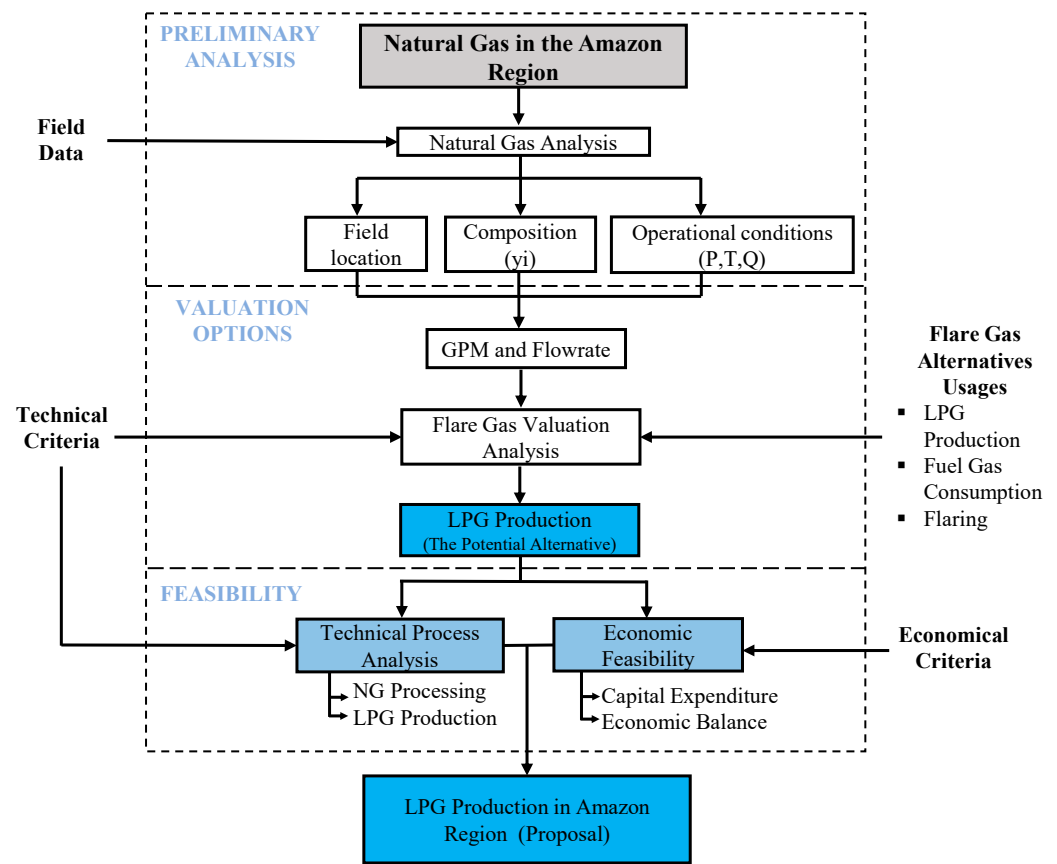 PRELIMINARY
ANALYSIS
Natural Gas in the Amazon
Region
Field
Data
Natural Gas Analysis
Field
location
Composition
(yi)
Operational conditions
(P,T,Q)
VALUATION
OPTIONS
GPM and Flowrate
Flare Gas
Alternatives
Usages
▪ LPG
Production
▪ Fuel Gas
Consumption
▪ Flaring
Technical
Criteria
Flare Gas Valuation
Analysis
LPG Production
(The Potential Alternative)
FEASIBILITY
Technical Process
Analysis
NG Processing
LPG Production
Economic
Feasibility
Capital Expenditure
Economic Balance
Economical
Criteria
LPG Production in Amazon
Region (Proposal)